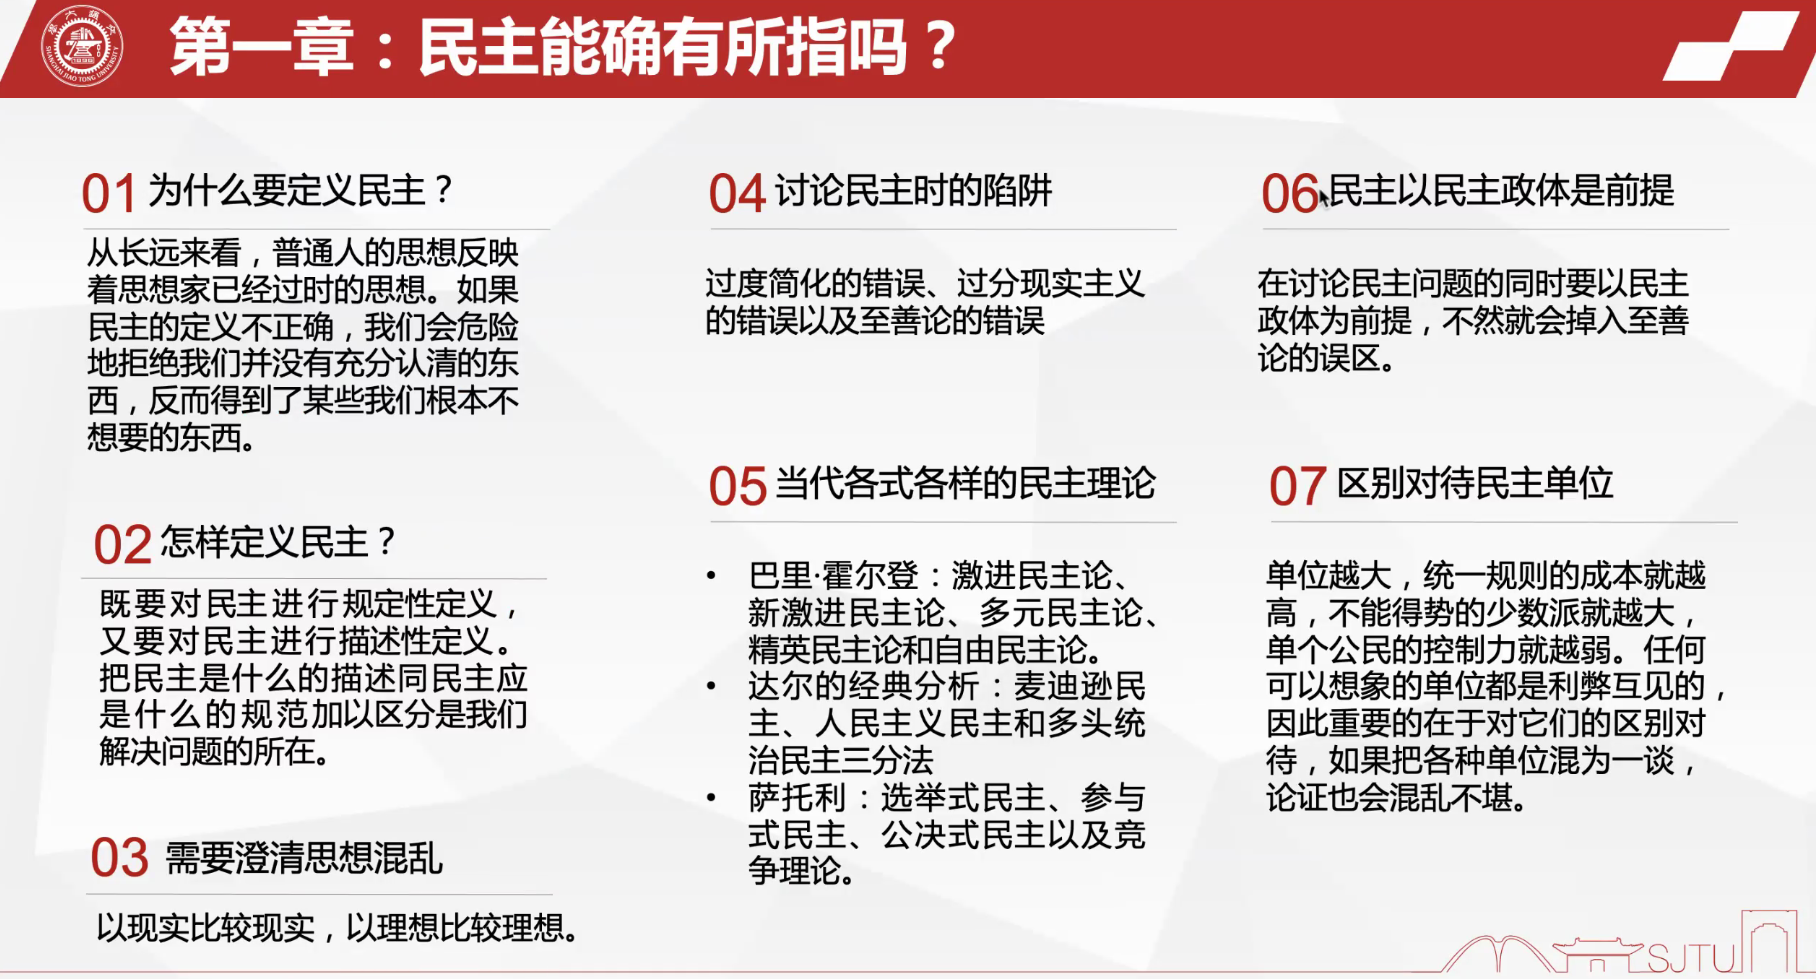 第一章：民主能确有所指吗？
SHANGHAI JIAO TONG UNIVERSITY
01 为什么要定义民主？
从长远来看，普通人的思想反映
着思想家已经过时的思想。如果
民主的定义不正确，我们会危险
地拒绝我们并没有充分认清的东
西，反而得到了某些我们根本不
想要的东西。
02 怎样定义民主？
既要对民主进行规定性定义，
又要对民主进行描述性定义。
把民主是什么的描述同民主应
是什么的规范加以区分是我们
解决问题的所在。
03 需要澄清思想混乱
以现实比较现实，以理想比较理想。
04 讨论民主时的陷阱
过度简化的错误、过分现实主义
的错误以及至善论的错误
05 当代各式各样的民主理论
• 巴里·霍尔登：激进民主论、
新激进民主论、多元民主论、
精英民主论和自由民主论。
• 达尔的经典分析：麦迪逊民
主、人民主义民主和多头统
治民主三分法
• 萨托利：选举式民主、参与
式民主、公决式民主以及竞
争理论。
06 民主以民主政体是前提
在讨论民主问题的同时要以民主
政体为前提，不然就会掉入至善
论的误区。
07 区别对待民主单位
单位越大，统一规则的成本就越
高，不能得势的少数派就越大，
单个公民的控制力就越弱。任何
可以想象的单位都是利弊互见的，
因此重要的在于对它们的区别对
待，如果把各种单位混为一谈，
论证也会混乱不堪。
SJTU